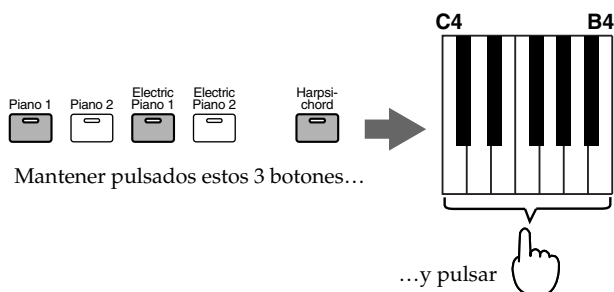 C4 B4
Electric Electric Harpsi-
Piano 1 Piano 2 Piano 1 Piano 2 chord
Mantener pulsados estos 3 botones…
…y pulsar